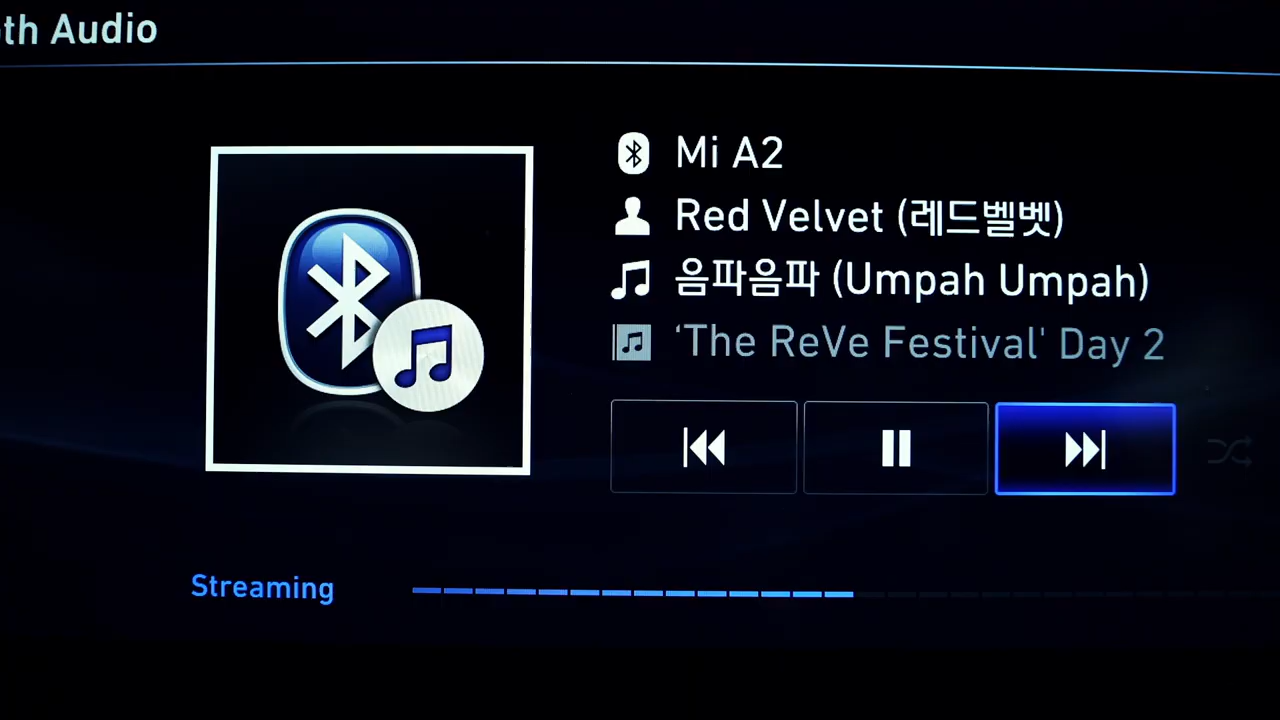 th Audio
Mi A2
Red Velvet (레드벨벳)
음파음파 (Umpah Umpah)
‘The ReVe Festival' Day 2
Streaming